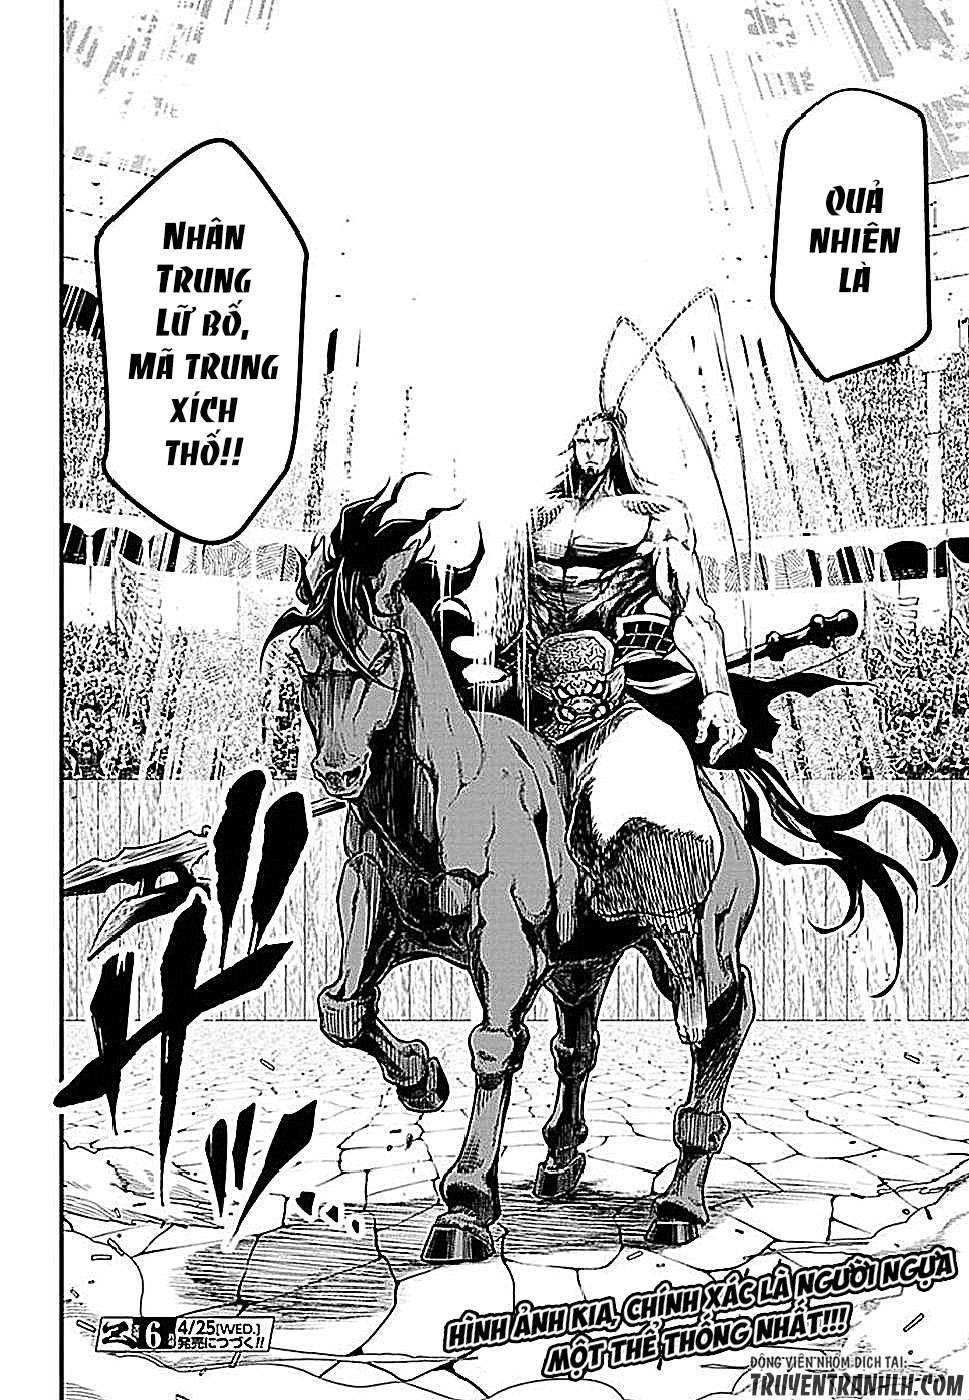 QUẢ
NHIÊN
LÀ
NHÂN
TRUNG
LỮ BỐ,
MÃ TRUNG
XÍCH
THỐ!!
HÌNH ẢNH KIA, CHÍNH XÁC LÀ NGƯỜI NGỰA
MỘT THỂ THỐNG NHẤT!!!
6
4/25[WED.]
発売につづく!!
ĐỘNG VIÊN NHÓM DỊCH TẠI:
TRUYENTRANHLH.COM